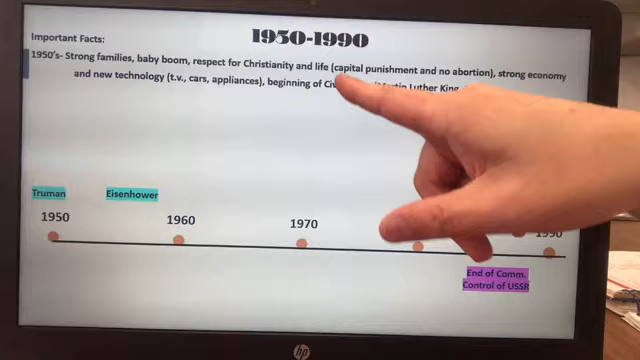 1950-1990
Important Facts:
1950's- Strong families, baby boom, respect for Christianity and life (capital punishment and no abortion), strong economy
and new technology (t.v., cars, appliances), beginning of Martin Luther King
Truman Eisenhower
1950 1960 1970 1990
End of Comm.
Control of USSR
hp